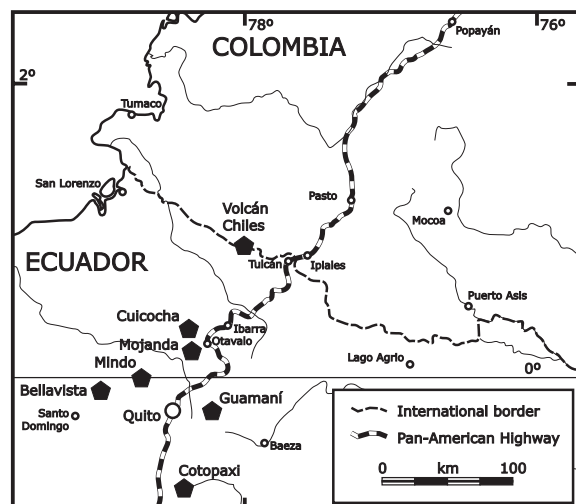 78º
76º
COLOMBIA
Popayán
2º
Tumaco
San Lorenzo
Pasto
Mocoa
Volcán
Chiles
Tulcán
Ipiales
ECUADOR
Puerto Asis
Cuicocha
Ibarra
Otavalo
Mojanda
Mindo
Lago Agrio
0º
Bellavista
Guamaní
Quito
Santo
Domingo
Baeza
Cotopaxi
International border
Pan-American Highway
0 km 100